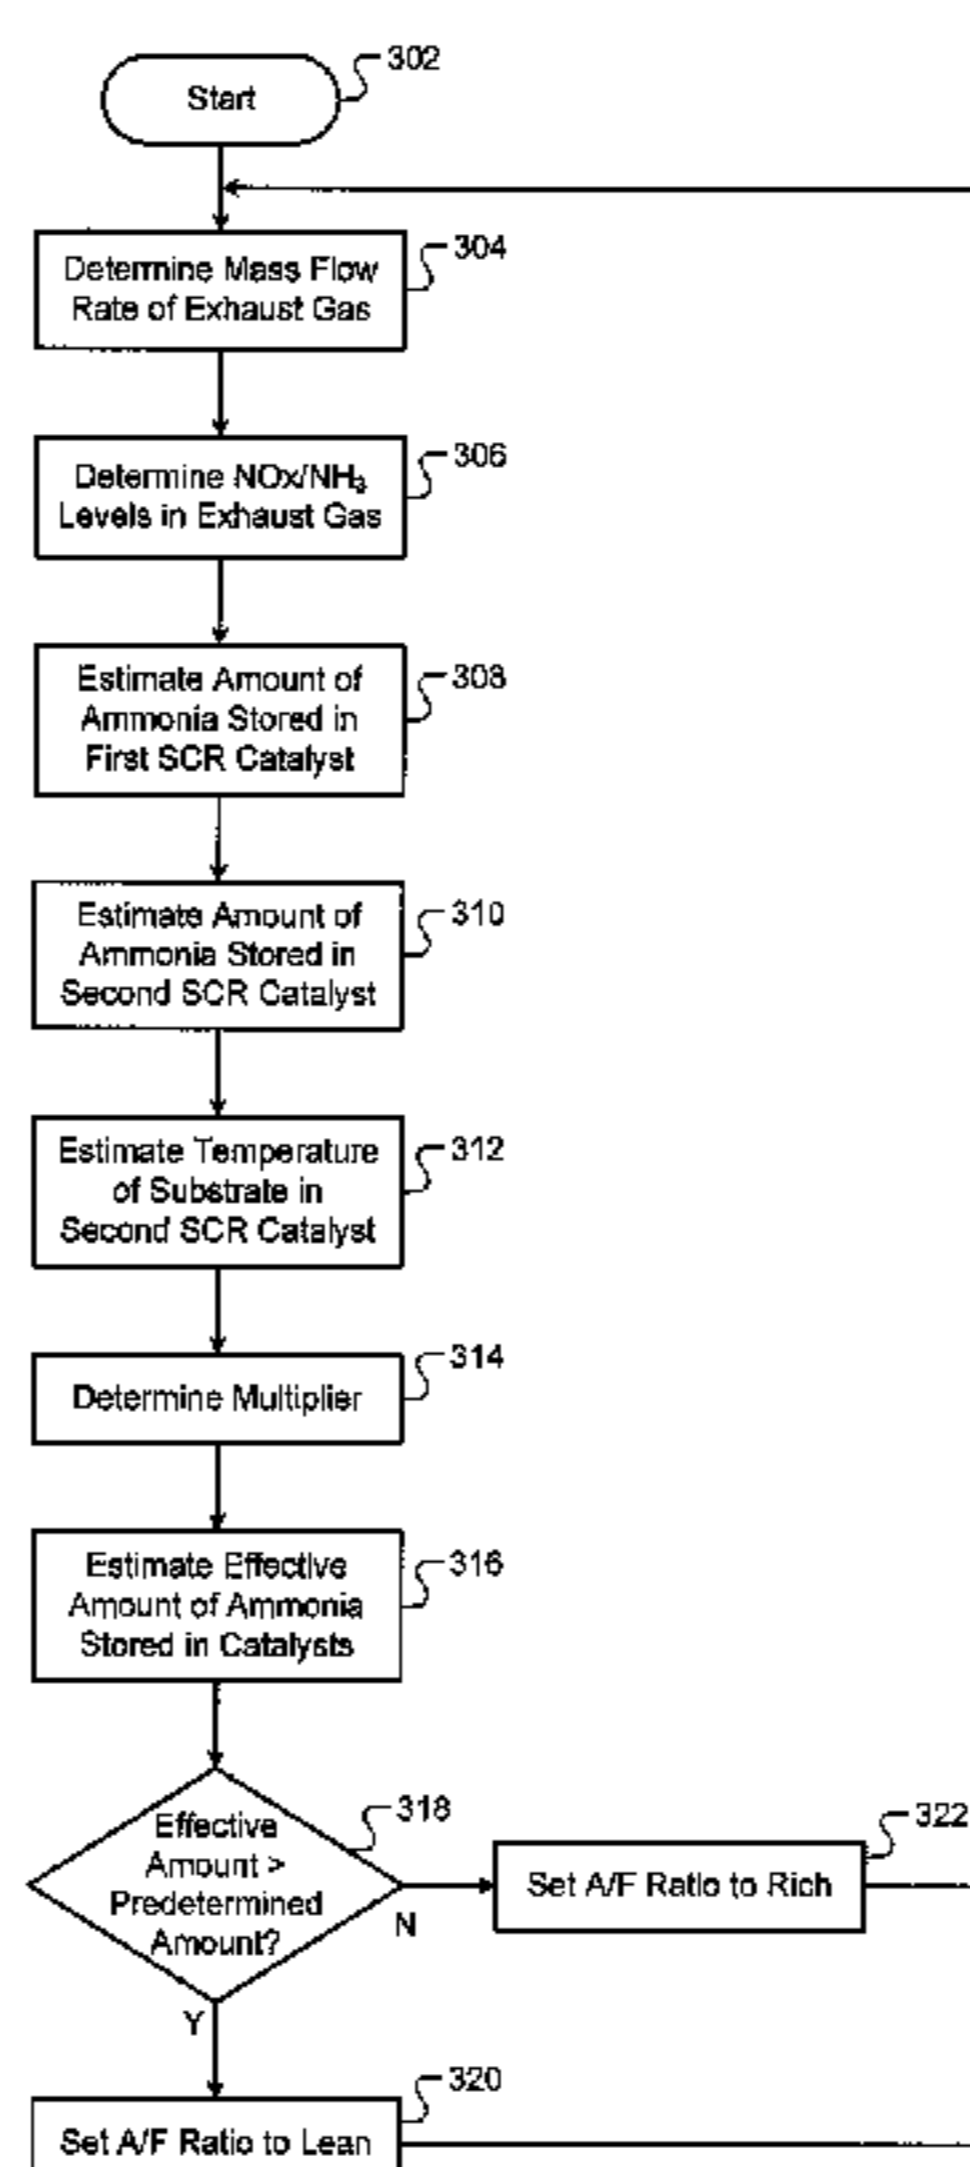 302
Start
304
Determine Mass Flow
Rate of Exhaust Gas
306
Determine NOx/NH₃
Levels in Exhaust Gas
308
Estimate Amount of
Ammonia Stored in
First SCR Catalyst
310
Estimate Amount of
Ammonia Stored in
Second SCR Catalyst
312
Estimate Temperature
of Substrate in
Second SCR Catalyst
314
Determine Multiplier
316
Estimate Effective
Amount of Ammonia
Stored in Catalysts
318
Effective
Amount >
Predetermined
Amount?
N
322
Set A/F Ratio to Rich
Y
320
Set A/F Ratio to Lean